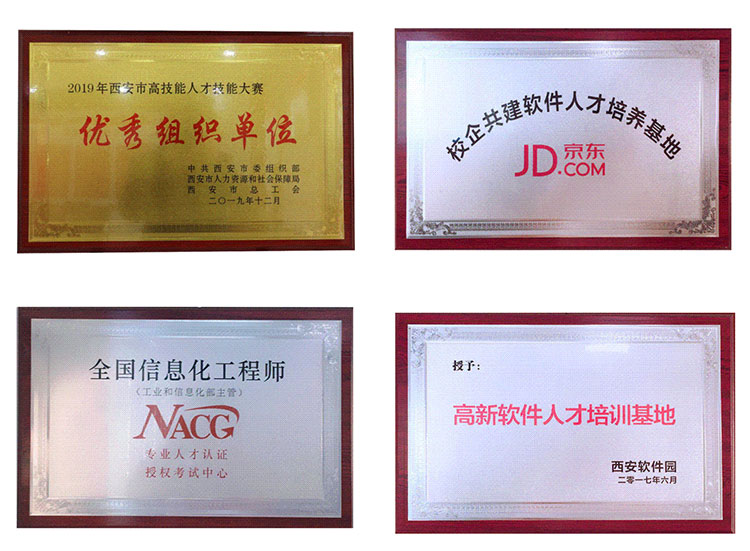 2019年西安市高技能人才技能大赛
优秀组织单位
中共西安市委组织部
西安市人力资源和社会保障局
西安市总工会
二〇一九年十二月
校企共建软件人才培养基地
JD京东
.COM
全国信息化工程师
（工业和信息化部主管）
NACG
专业人才认证
授权考试中心
授予：
高新软件人才培训基地
西安软件园
二零一七年六月